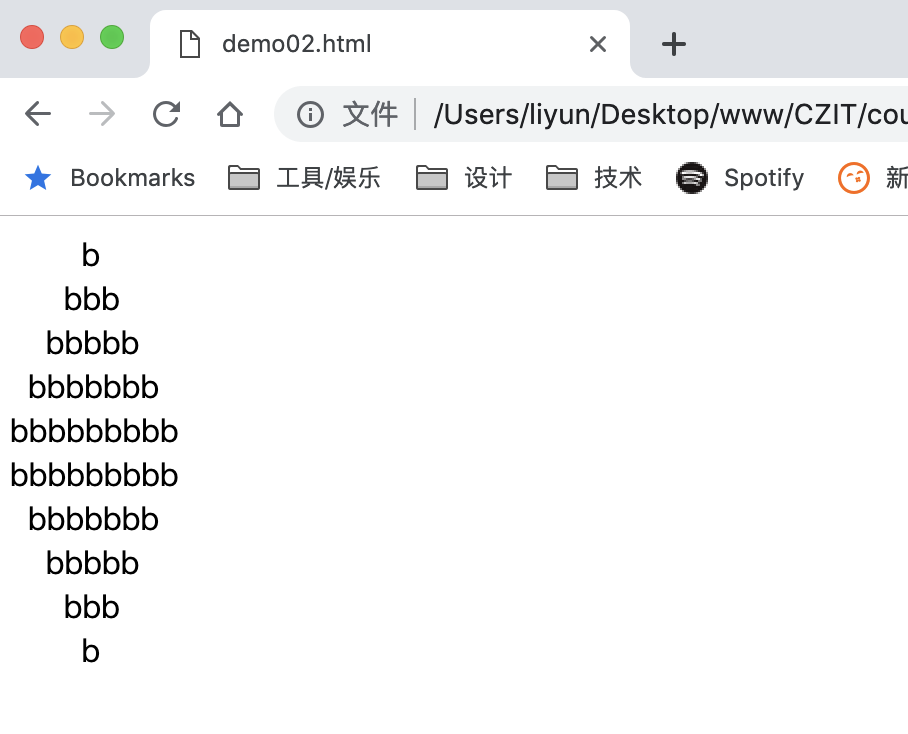 demo02.html
文件 /Users/liyun/Desktop/www/CZIT/cou
Bookmarks 工具/娱乐 设计 技术 Spotify 新
b
bbb
bbbbb
bbbbbbb
bbbbbbbbb
bbbbbbbbb
bbbbbbb
bbbbb
bbb
b